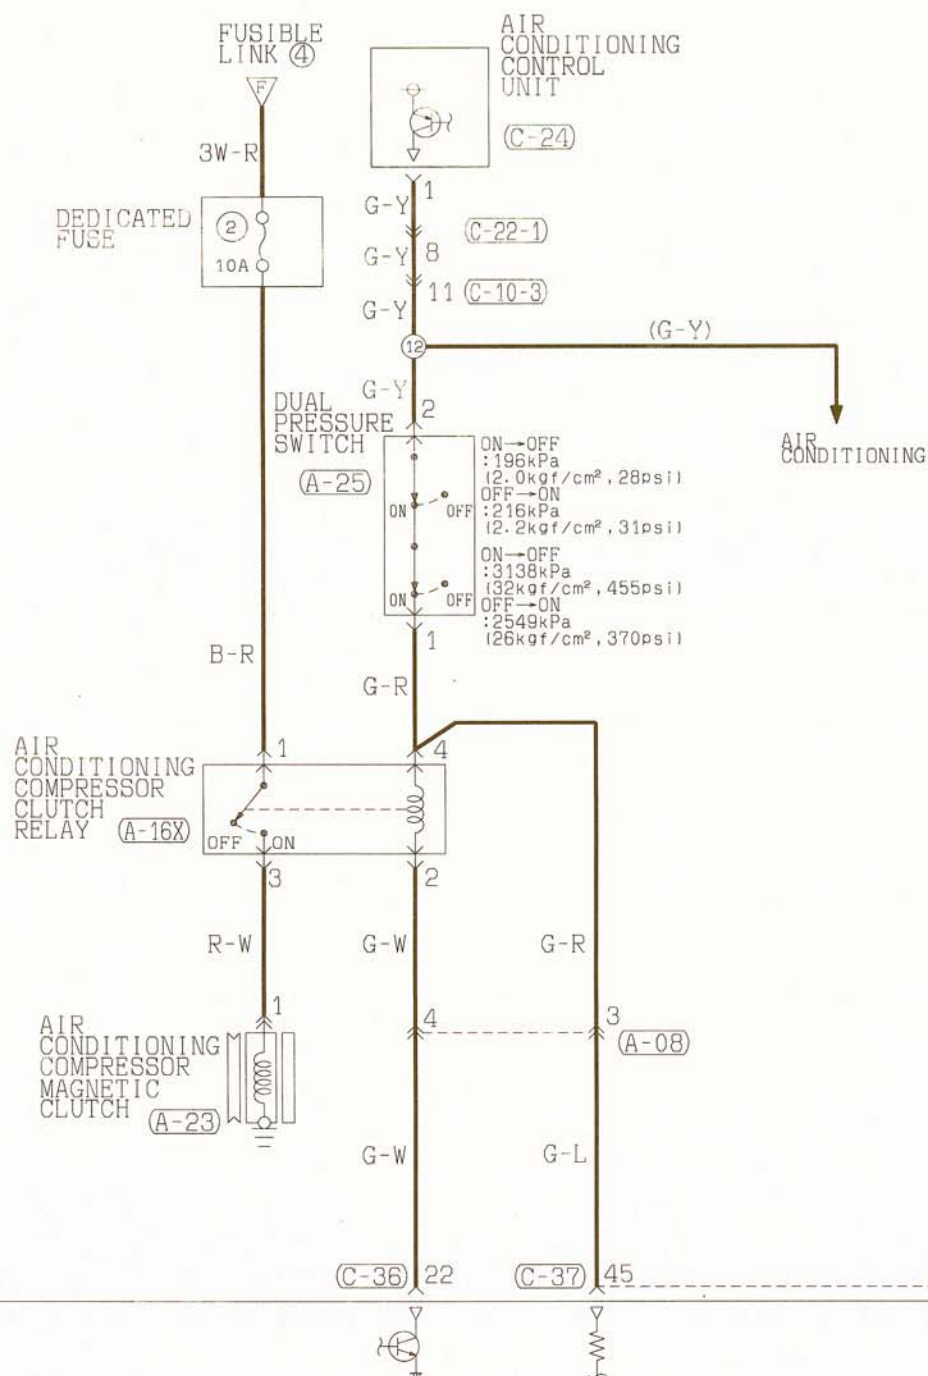 FUSIBLE
LINK ④
F
3W-R
DEDICATED
FUSE
②
10A
AIR
CONDITIONING
CONTROL
UNIT
(C-24)
1
G-Y
(C-22-1)
G-Y
8
11
(C-10-3)
G-Y
12
(G-Y)
G-Y
2
AIR
CONDITIONING
DUAL
PRESSURE
SWITCH
(A-25)
ON
OFF
ON
OFF
ON→OFF
:196kPa
(2.0kgf/cm²,28psi)
OFF→ON
:216kPa
(2.2kgf/cm²,31psi)
ON→OFF
:3138kPa
(32kgf/cm²,455psi)
OFF→ON
:2549kPa
(26kgf/cm²,370psi)
1
B-R
G-R
AIR
CONDITIONING
COMPRESSOR
CLUTCH
RELAY
(A-16X)
1
4
OFF
ON
3
2
R-W
G-W
G-R
1
4
3
(A-08)
AIR
CONDITIONING
COMPRESSOR
MAGNETIC
CLUTCH
(A-23)
G-W
G-L
(C-36)
22
(C-37)
45